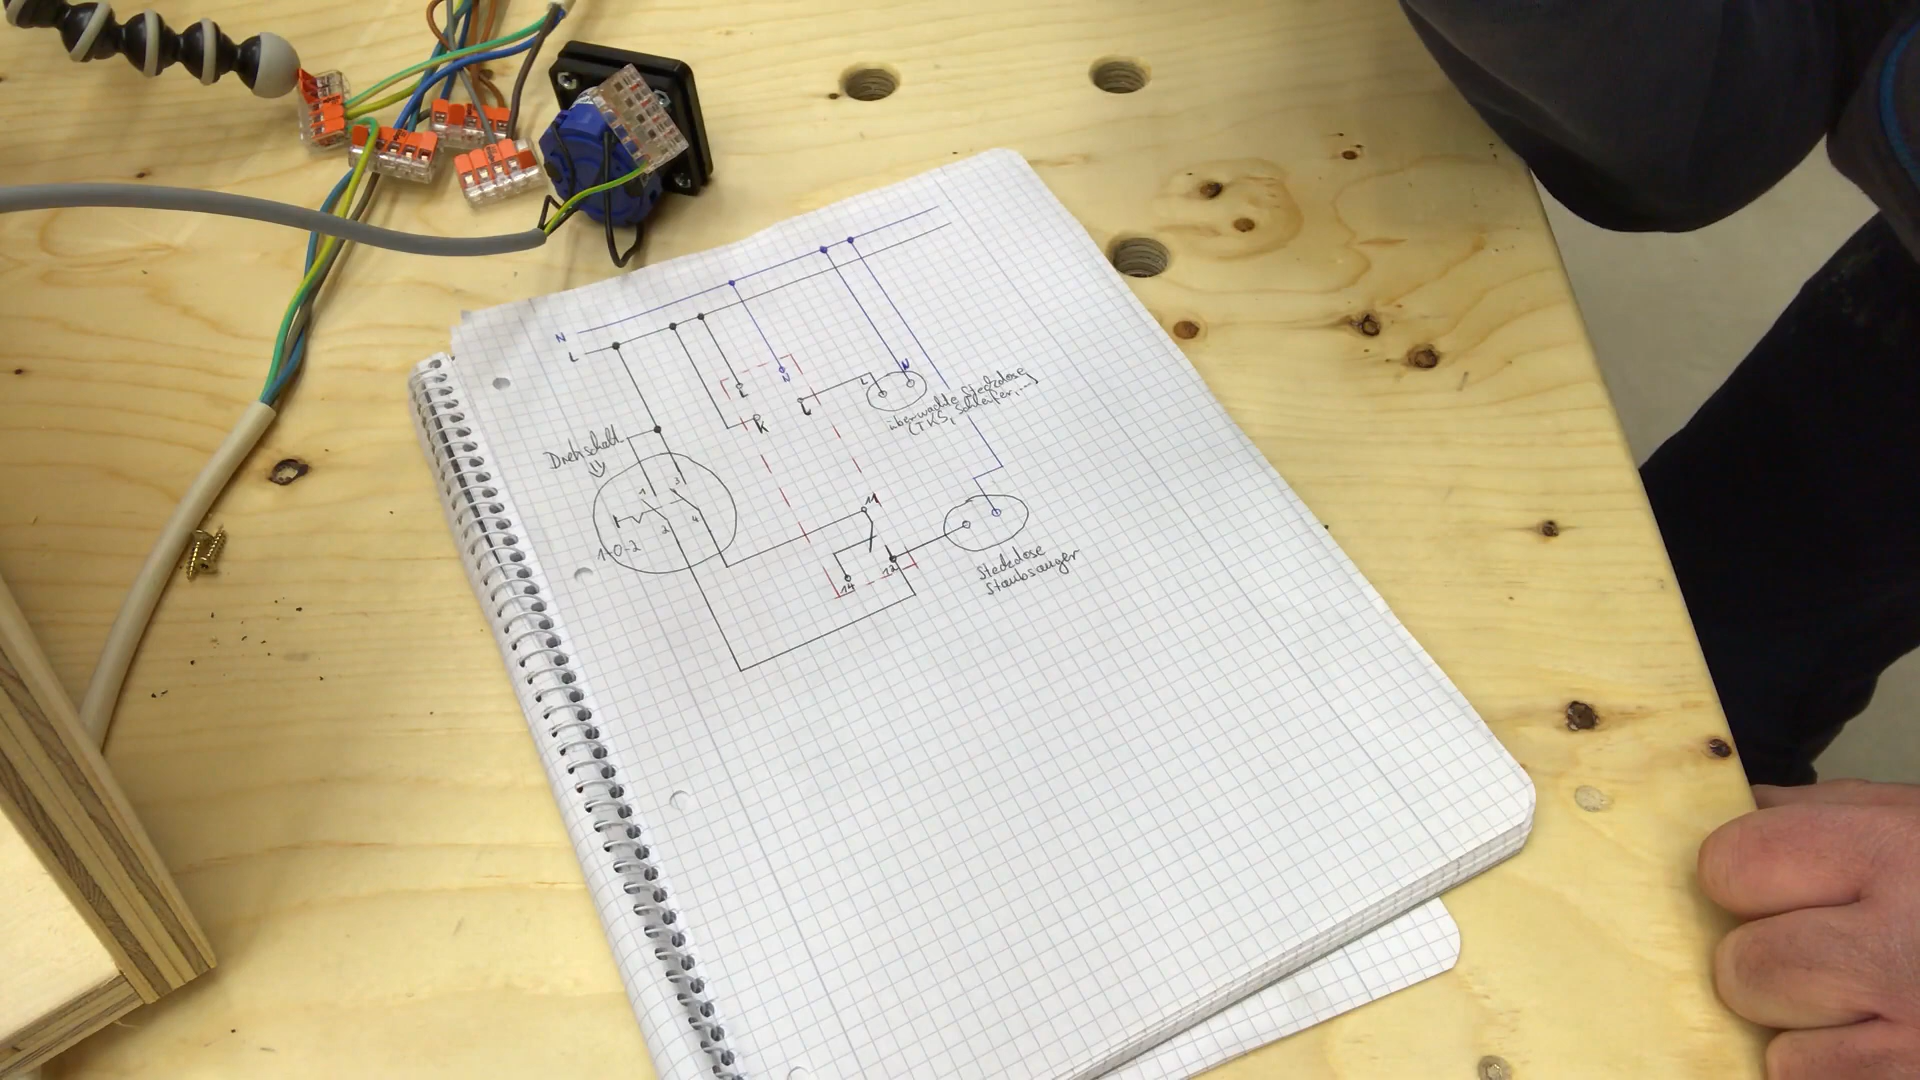 N
L
L
N
K
L
L
N
überwachte Steckdose
(TKS, Schleifer,...)
Drehschalt
1
3
2
4
1-0-2
11
14
12
Steckdose
Staubsauger